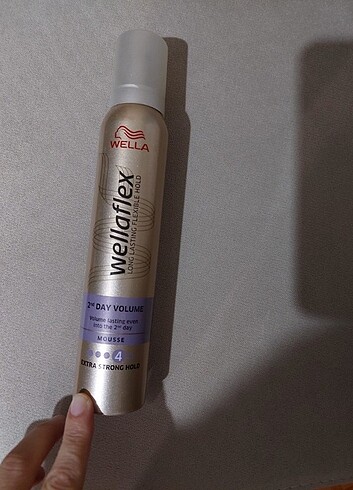 WELLA
wellaflex
LONG LASTING FLEXIBLE HOLD
2nd DAY VOLUME
Volume lasting even
into the 2nd day
MOUSSE
4
EXTRA STRONG HOLD